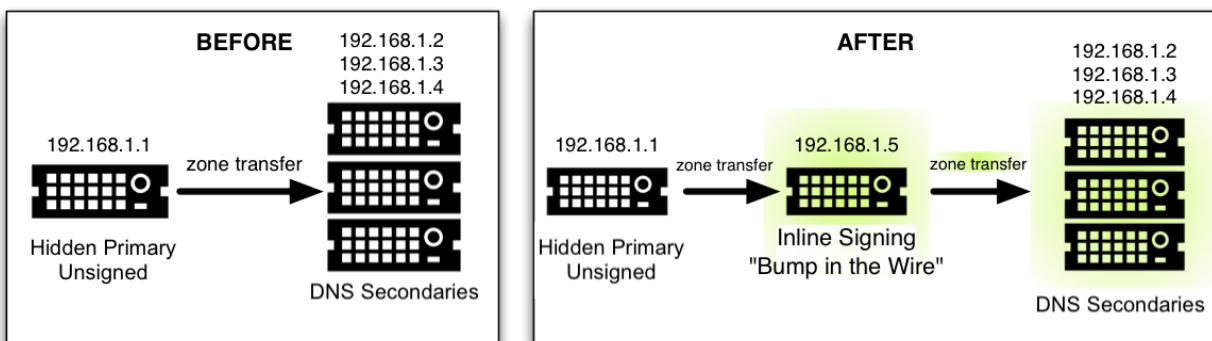 BEFORE
192.168.1.2
192.168.1.3
192.168.1.4
192.168.1.1
zone transfer
Hidden Primary
Unsigned
DNS Secondaries
AFTER
192.168.1.2
192.168.1.3
192.168.1.4
192.168.1.1
zone transfer
192.168.1.5
zone transfer
Hidden Primary
Unsigned
Inline Signing
"Bump in the Wire"
DNS Secondaries